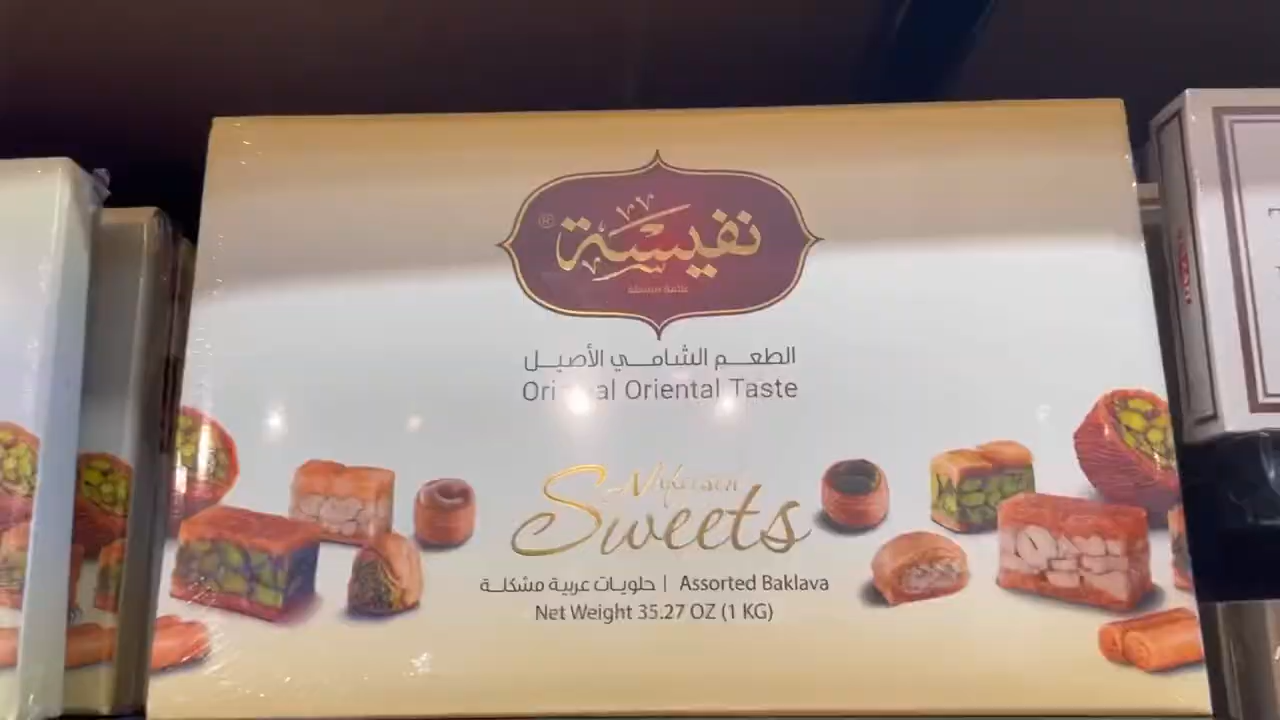 نفيسة
®
الطعم الشامي الأصيل
Oriental Taste
Sweets
حلويات عربية مشكلة | Assorted Baklava
Net Weight 35.27 OZ (1 KG)